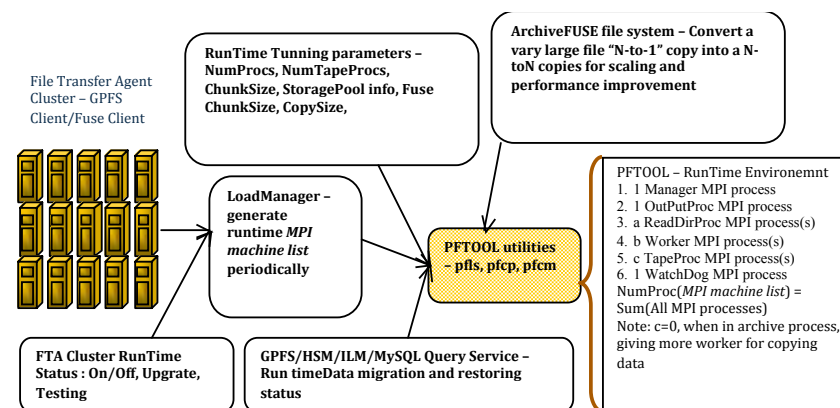 ArchiveFUSE file system – Convert a
vary large file “N-to-1” copy into a N-
toN copies for scaling and
performance improvement
RunTime Tunning parameters –
NumProcs, NumTapeProcs,
ChunkSize, StoragePool info, Fuse
ChunkSize, CopySize,
File Transfer Agent
Cluster – GPFS
Client/Fuse Client
LoadManager –
generate
runtime MPI
machine list
periodically
PFTOOL utilities
– pfls, pfcp, pfcm
PFTOOL – RunTime Environemnt
1. 1 Manager MPI process
2. 1 OutPutProc MPI process
3. a ReadDirProc MPI process(s)
4. b Worker MPI process(s)
5. c TapeProc MPI process(s)
6. 1 WatchDog MPI process
NumProc(MPI machine list) =
Sum(All MPI processes)
Note: c=0, when in archive process,
giving more worker for copying
data
FTA Cluster RunTime
Status : On/Off, Upgrate,
Testing
GPFS/HSM/ILM/MySQL Query Service –
Run timeData migration and restoring
status